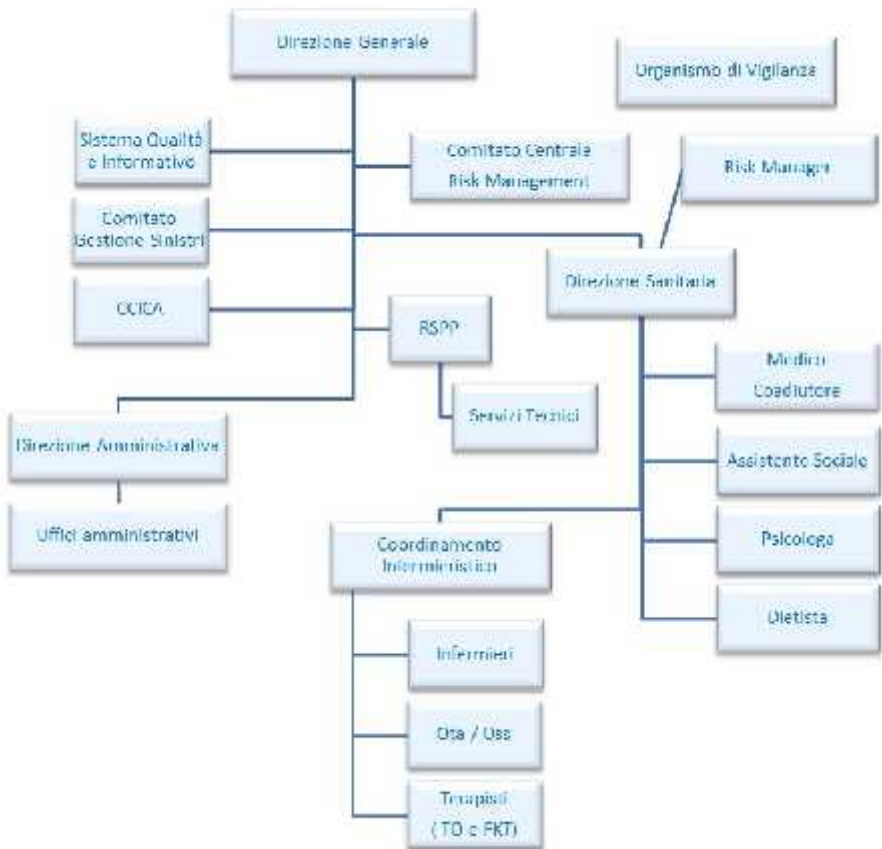 Direzione Generale
Organismo di Vigilanza
Sistema Qualità
e Informativo
Comitato Centrale
Risk Management
Risk Manager
Comitato
Gestione Sinistri
Direzione Sanitaria
CCICA
RSPP
Medico
Coadiutore
Servizi Tecnici
Direzione Amministrativa
Assistente Sociale
Uffici amministrativi
Coordinamento
Infermieristico
Psicologa
Dietista
Infermieri
Ota / Oss
Terapisti
( TO e FKT)